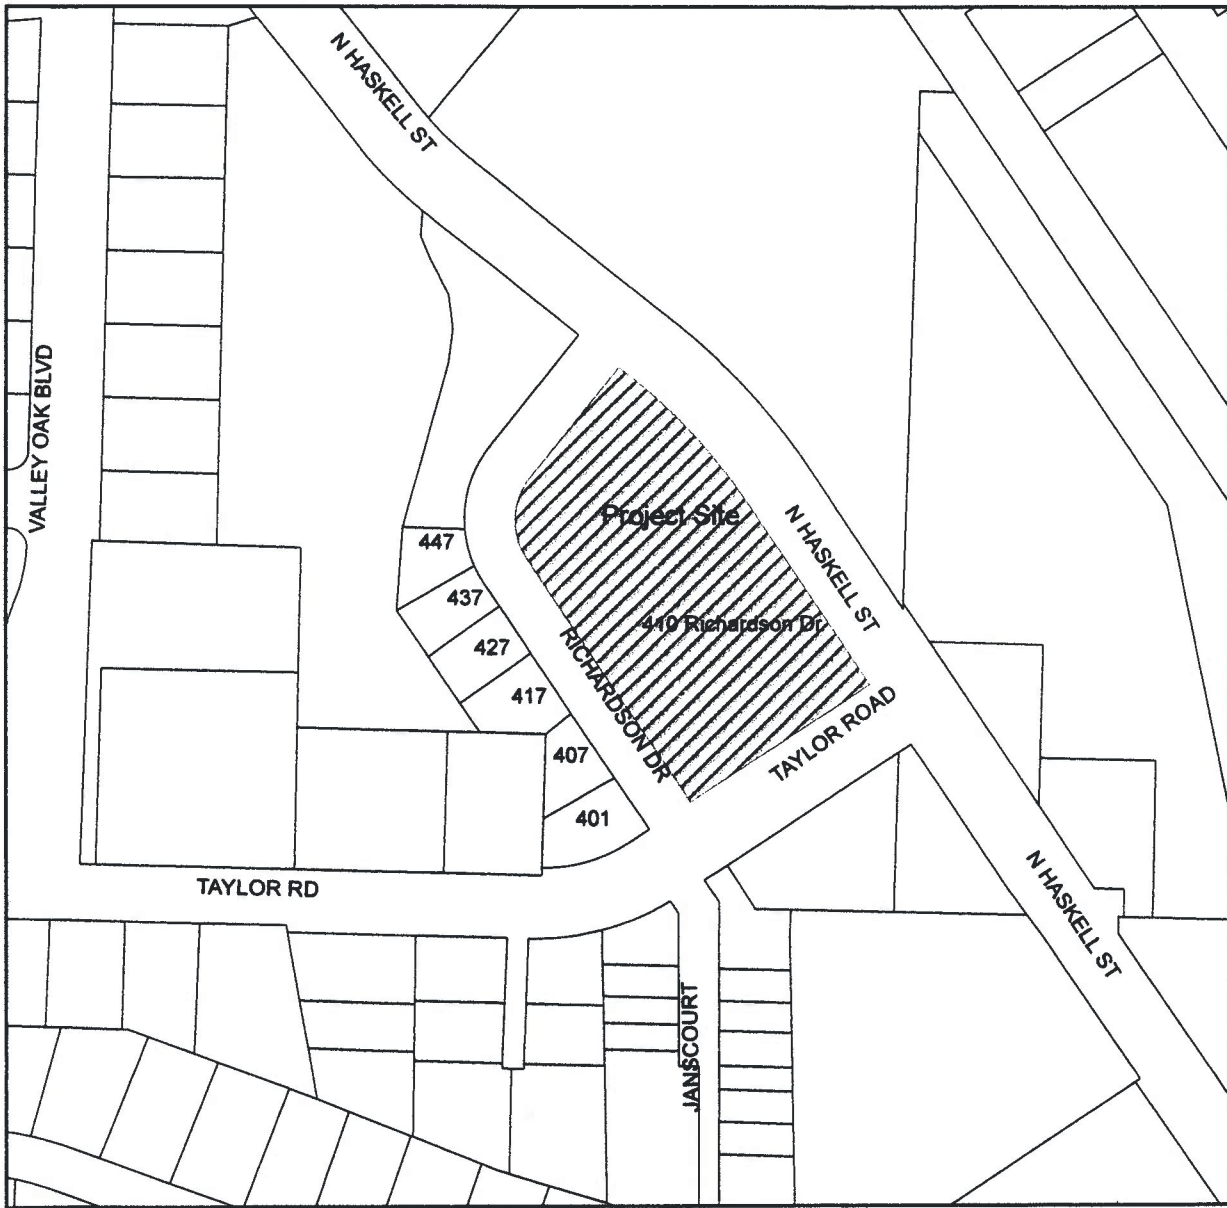 N HASKELL ST
VALLEY OAK BLVD
Project Site
N HASKELL ST
447
437
410 Richardson Dr
427
RICHARDSON DR
417
TAYLOR ROAD
407
401
TAYLOR RD
N HASKELL ST
JANSCOURT